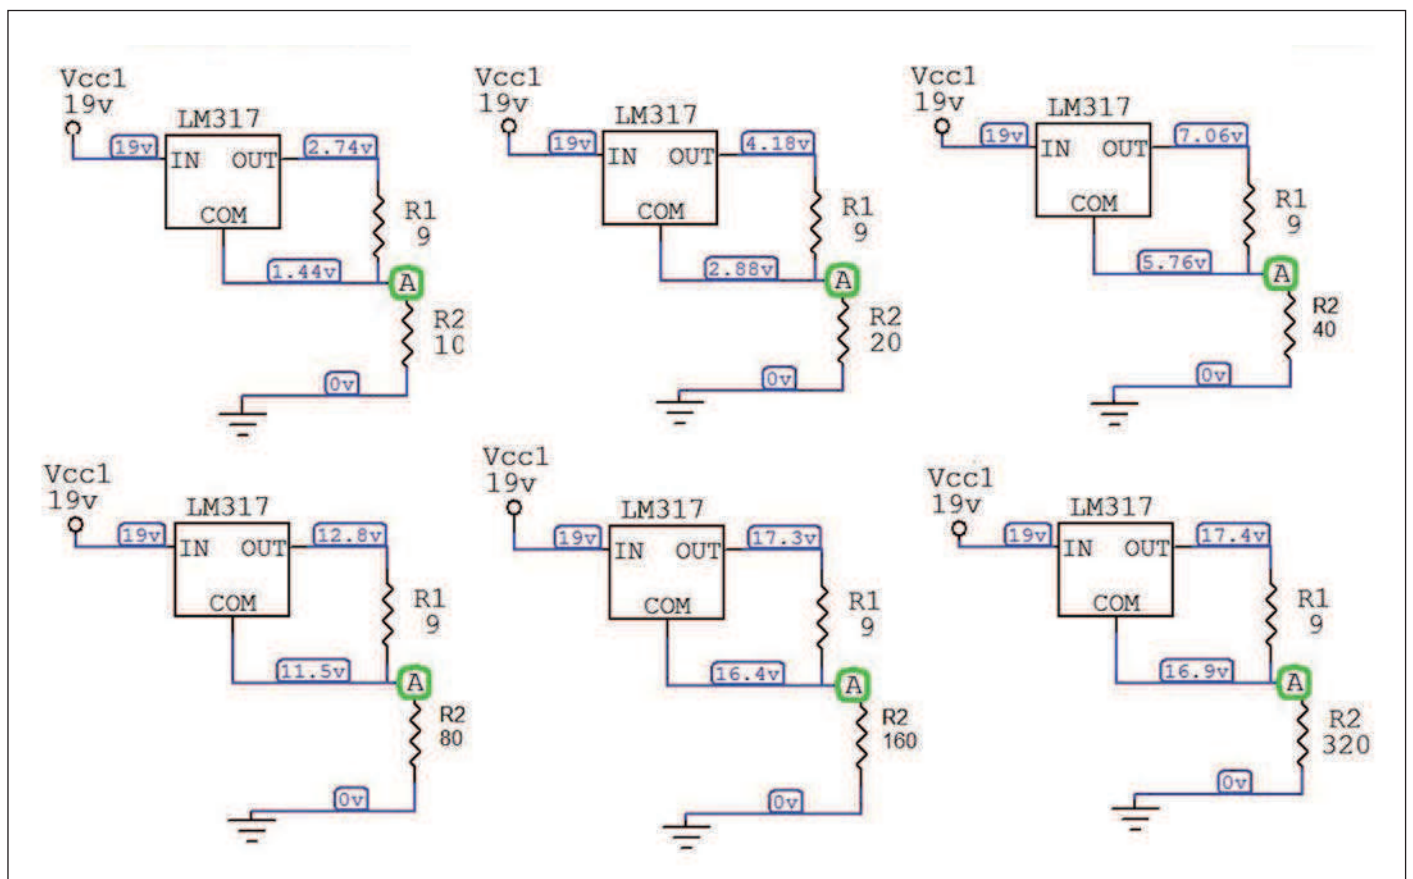 Vcc1
19v
LM317
19v
2.74v
IN
OUT
COM
R1
9
1.44v
A
R2
10
0v
Vcc1
19v
LM317
19v
4.18v
IN
OUT
COM
R1
9
2.88v
A
R2
20
0v
Vcc1
19v
LM317
19v
7.06v
IN
OUT
COM
R1
9
5.76v
A
R2
40
0v
Vcc1
19v
LM317
19v
12.8v
IN
OUT
COM
R1
9
11.5v
A
R2
80
0v
Vcc1
19v
LM317
19v
17.3v
IN
OUT
COM
R1
9
16.4v
A
R2
160
0v
Vcc1
19v
LM317
19v
17.4v
IN
OUT
COM
R1
9
16.9v
A
R2
320
0v